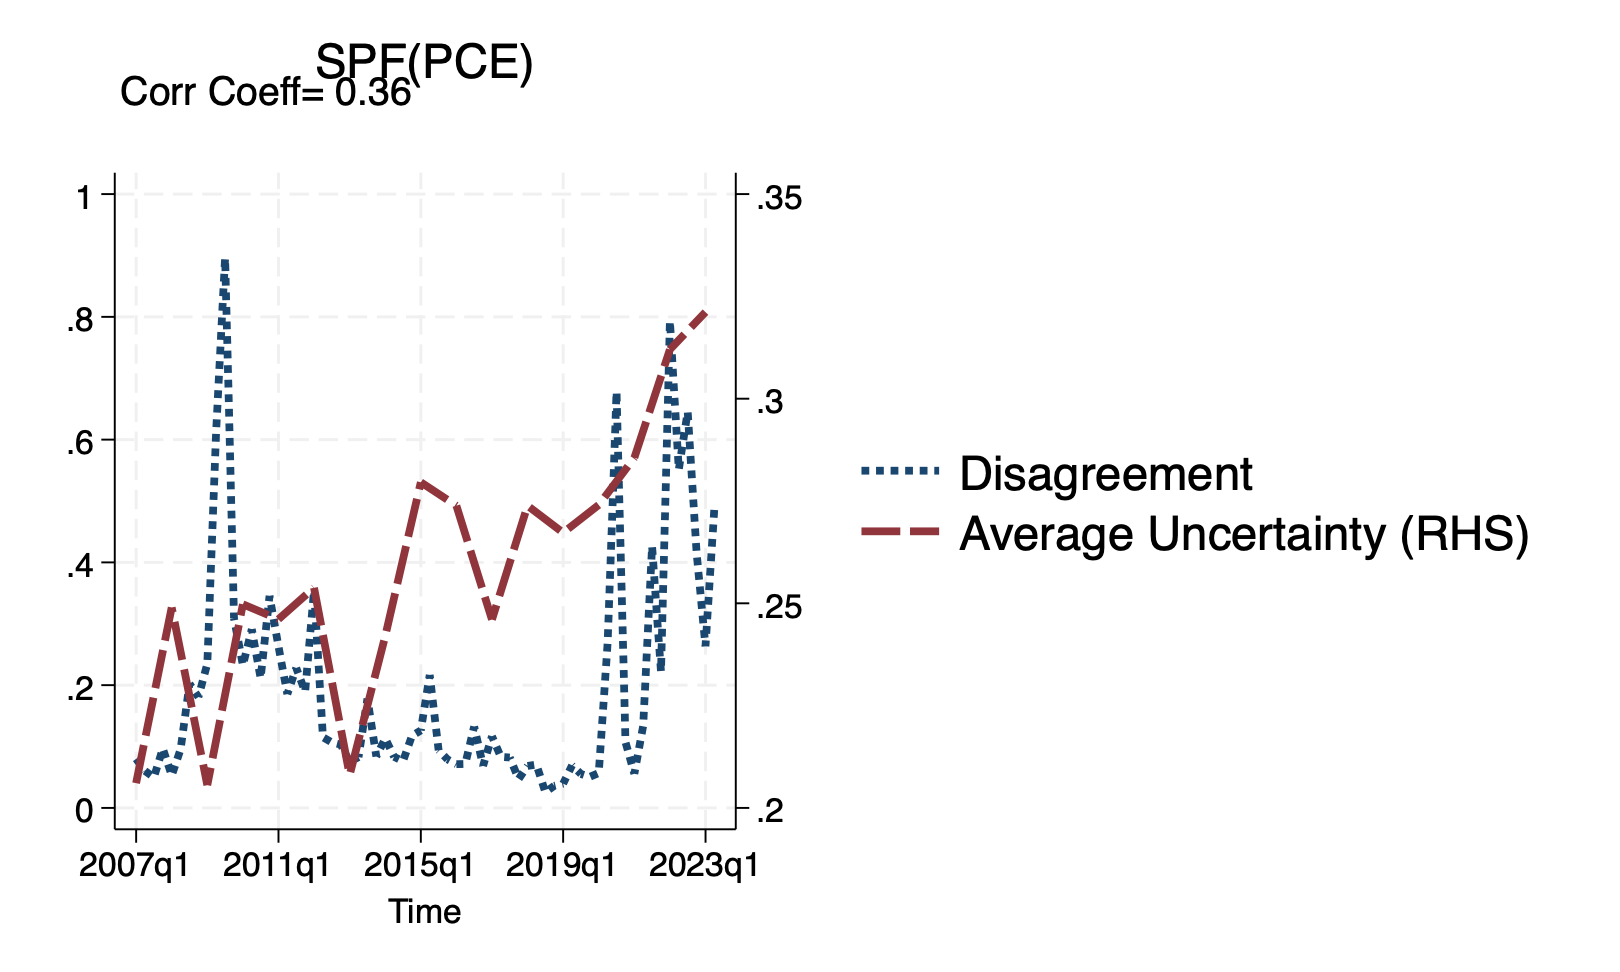 SPF(PCE)
Corr Coeff= 0.36
1
.8
.6
.4
.2
0
.35
.3
.25
.2
2007q1 2011q1 2015q1 2019q1 2023q1
Time
Disagreement
Average Uncertainty (RHS)